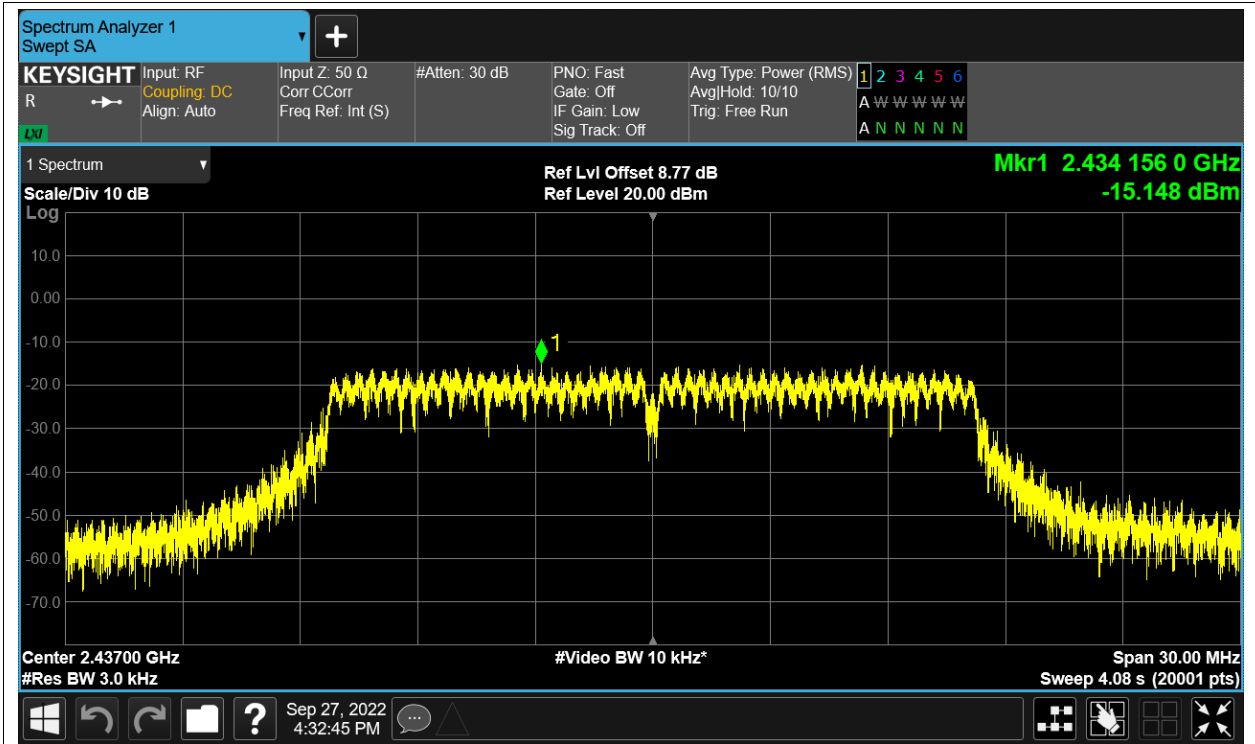 Spectrum Analyzer 1
Swept SA
KEYSIGHT
R
LXI
Input: RF
Coupling: DC
Align: Auto
Input Z: 50 Ω
Corr CCorr
Freq Ref: Int (S)
#Atten: 30 dB
PNO: Fast
Gate: Off
IF Gain: Low
Sig Track: Off
Avg Type: Power (RMS)
Avg|Hold: 10/10
Trig: Free Run
1 2 3 4 5 6
A W W W W W
A N N N N N
1 Spectrum
Scale/Div 10 dB
Log
Ref Lvl Offset 8.77 dB
Ref Level 20.00 dBm
Mkr1 2.434 156 0 GHz
-15.148 dBm
10.0
0.00
-10.0
1
-20.0
-30.0
-40.0
-50.0
-60.0
-70.0
Center 2.43700 GHz
#Video BW 10 kHz*
Span 30.00 MHz
#Res BW 3.0 kHz
Sweep 4.08 s (20001 pts)
?
Sep 27, 2022
4:32:45 PM